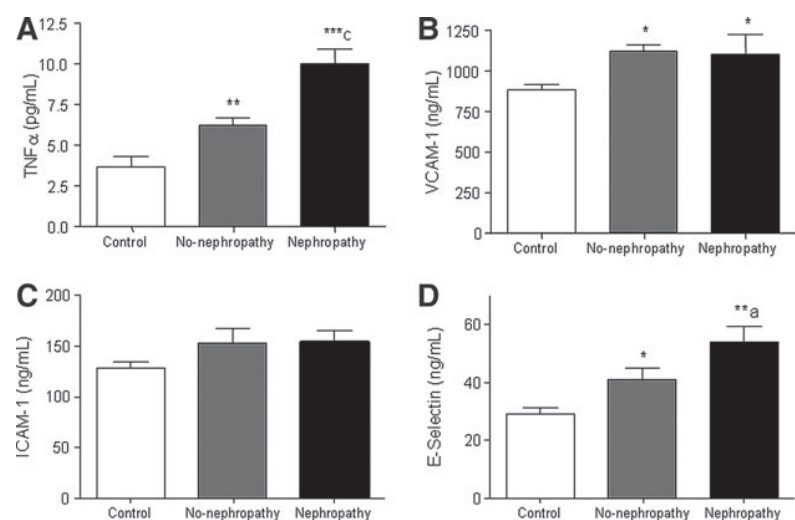 A
TNFα (pg/mL)
12.5
10.0
7.5
5.0
2.5
0.0
**
***c
Control
No-nephropathy
Nephropathy
B
VCAM-1 (ng/mL)
1250
1000
750
500
250
0
*
*
Control
No-nephropathy
Nephropathy
C
ICAM-1 (ng/mL)
200
150
100
50
0
Control
No-nephropathy
Nephropathy
D
E-Selectin (ng/mL)
60
40
20
0
*
**a
Control
No-nephropathy
Nephropathy